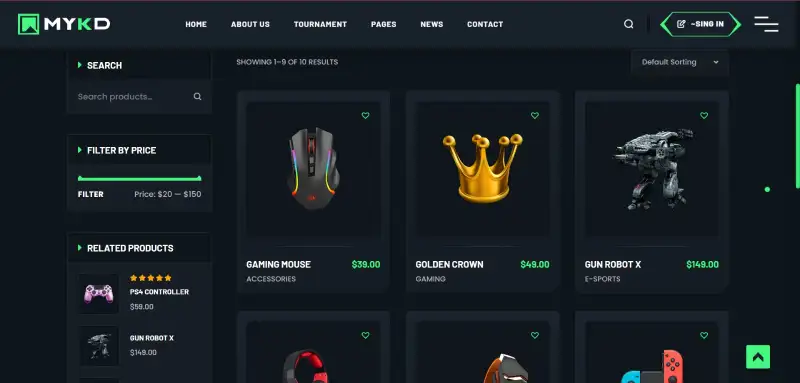 MYKD
HOME
ABOUT US
TOURNAMENT
PAGES
NEWS
CONTACT
~SING IN
SEARCH
Search products...
FILTER BY PRICE
FILTER
Price: $20 — $150
RELATED PRODUCTS
PS4 CONTROLLER
$59.00
GUN ROBOT X
$149.00
SHOWING 1–9 OF 10 RESULTS
Default Sorting
GAMING MOUSE
$39.00
ACCESSORIES
GOLDEN CROWN
$49.00
GAMING
GUN ROBOT X
$149.00
E-SPORTS